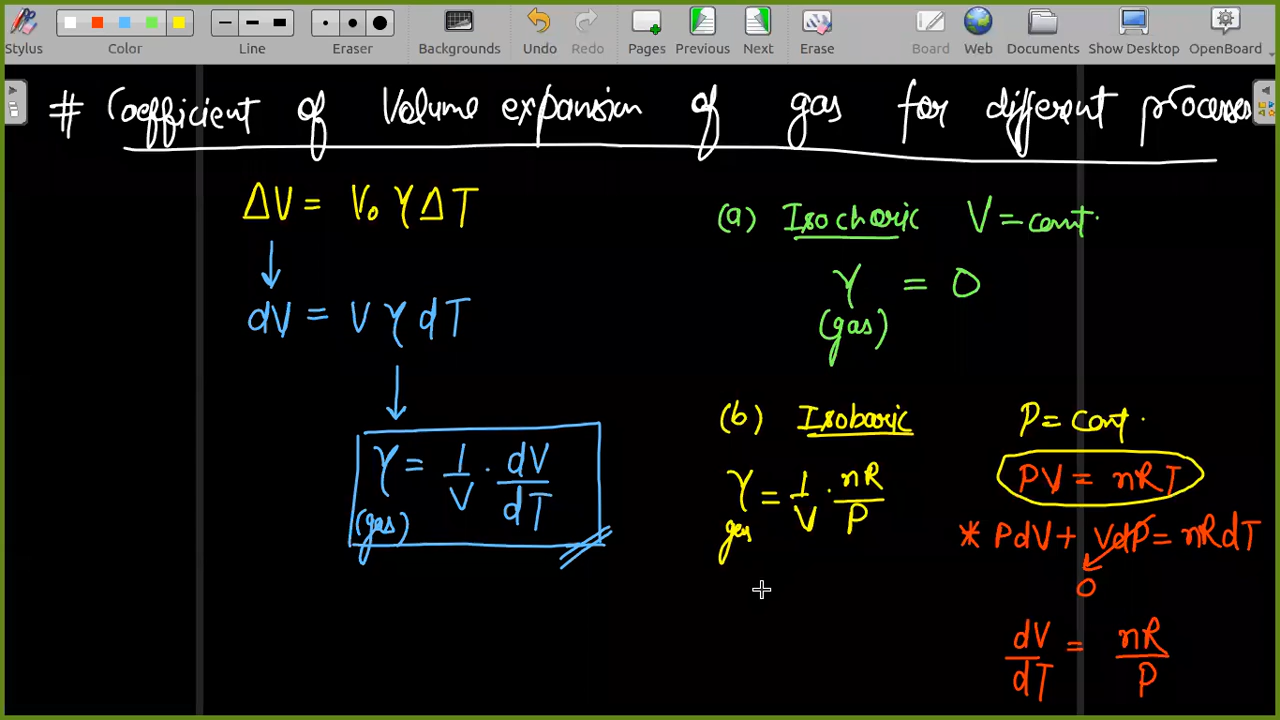 Stylus Color Line Eraser Backgrounds Undo Redo Pages Previous Next Erase Board Web Documents Show Desktop OpenBoard
# Coefficient of Volume expansion of gas for different processes
ΔV = V₀ γ ΔT
dV = V γ dT
γ = 1/V · dV/dT
(gas)
(a) Isochoric V = const.
γ = 0
(gas)
(b) Isobaric P = cont.
PV = nRT
γ = 1/V · nR/P
gas
* PdV + VdP = nRdT
0
dV/dT = nR/P